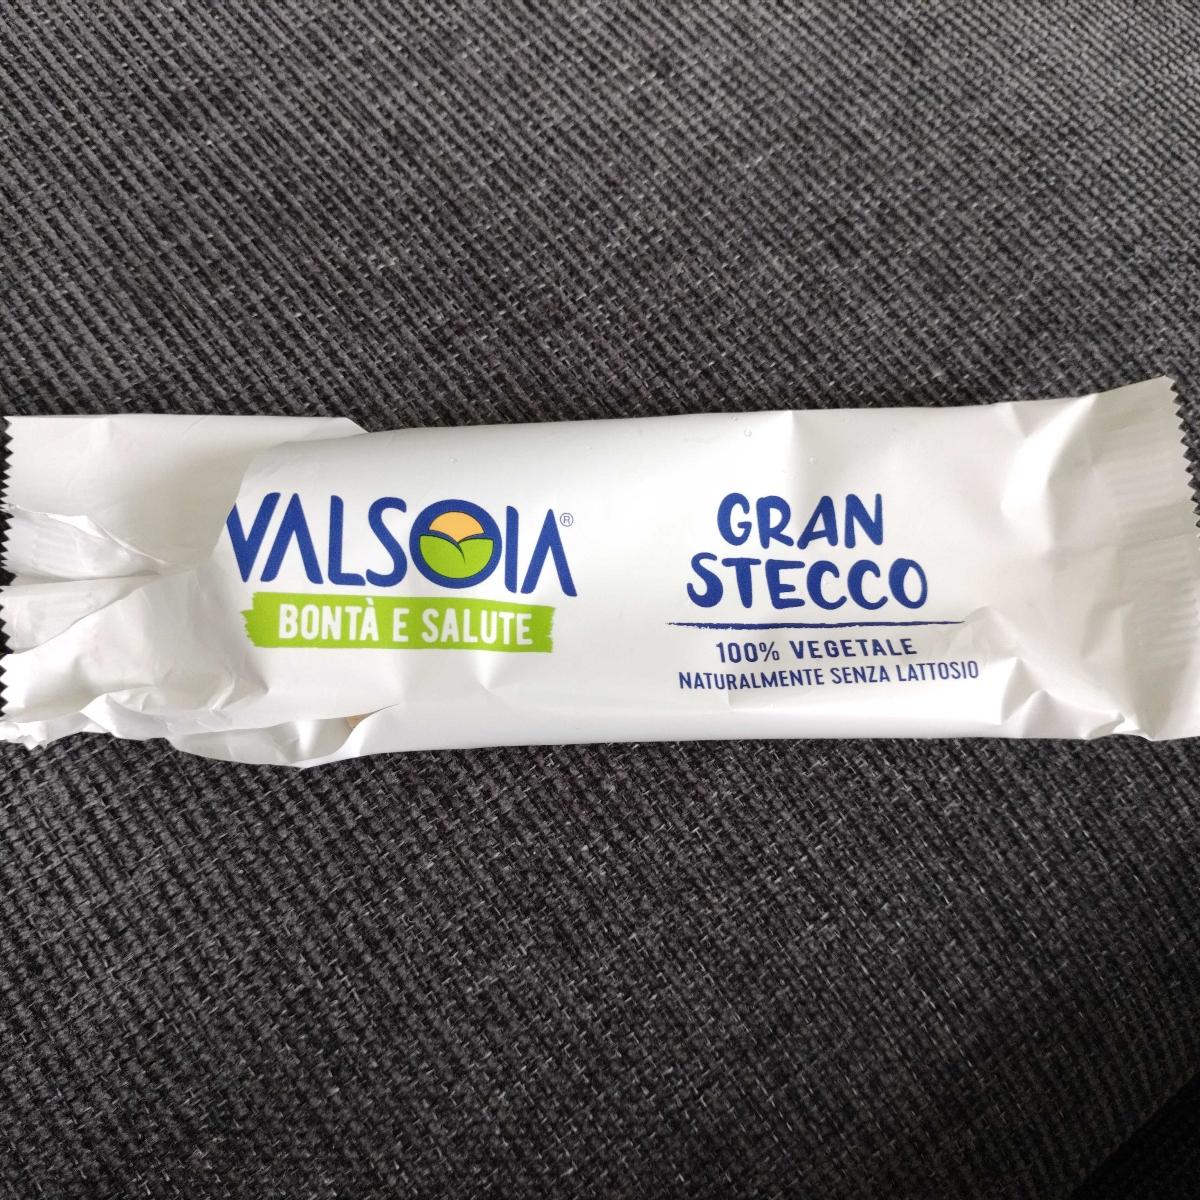 VALSOIA®
BONTÀ E SALUTE
GRAN
STECCO
100% VEGETALE
NATURALMENTE SENZA LATTOSIO